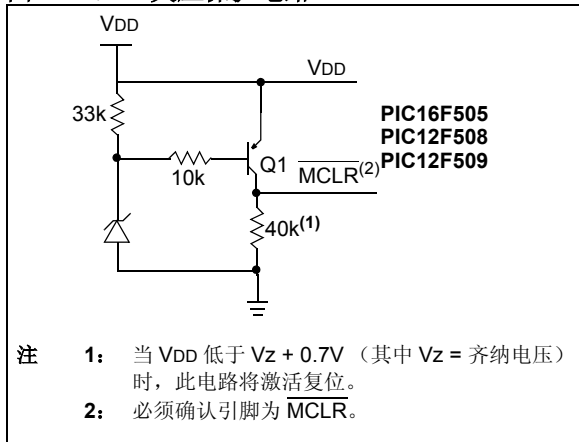 VDD
VDD
33k
PIC16F505
PIC12F508
PIC12F509
Q1
MCLR(2)
10k
40k(1)
注 1： 当 VDD 低于 Vz + 0.7V （其中 Vz = 齐纳电压）
时，此电路将激活复位。
2： 必须确认引脚为 MCLR。